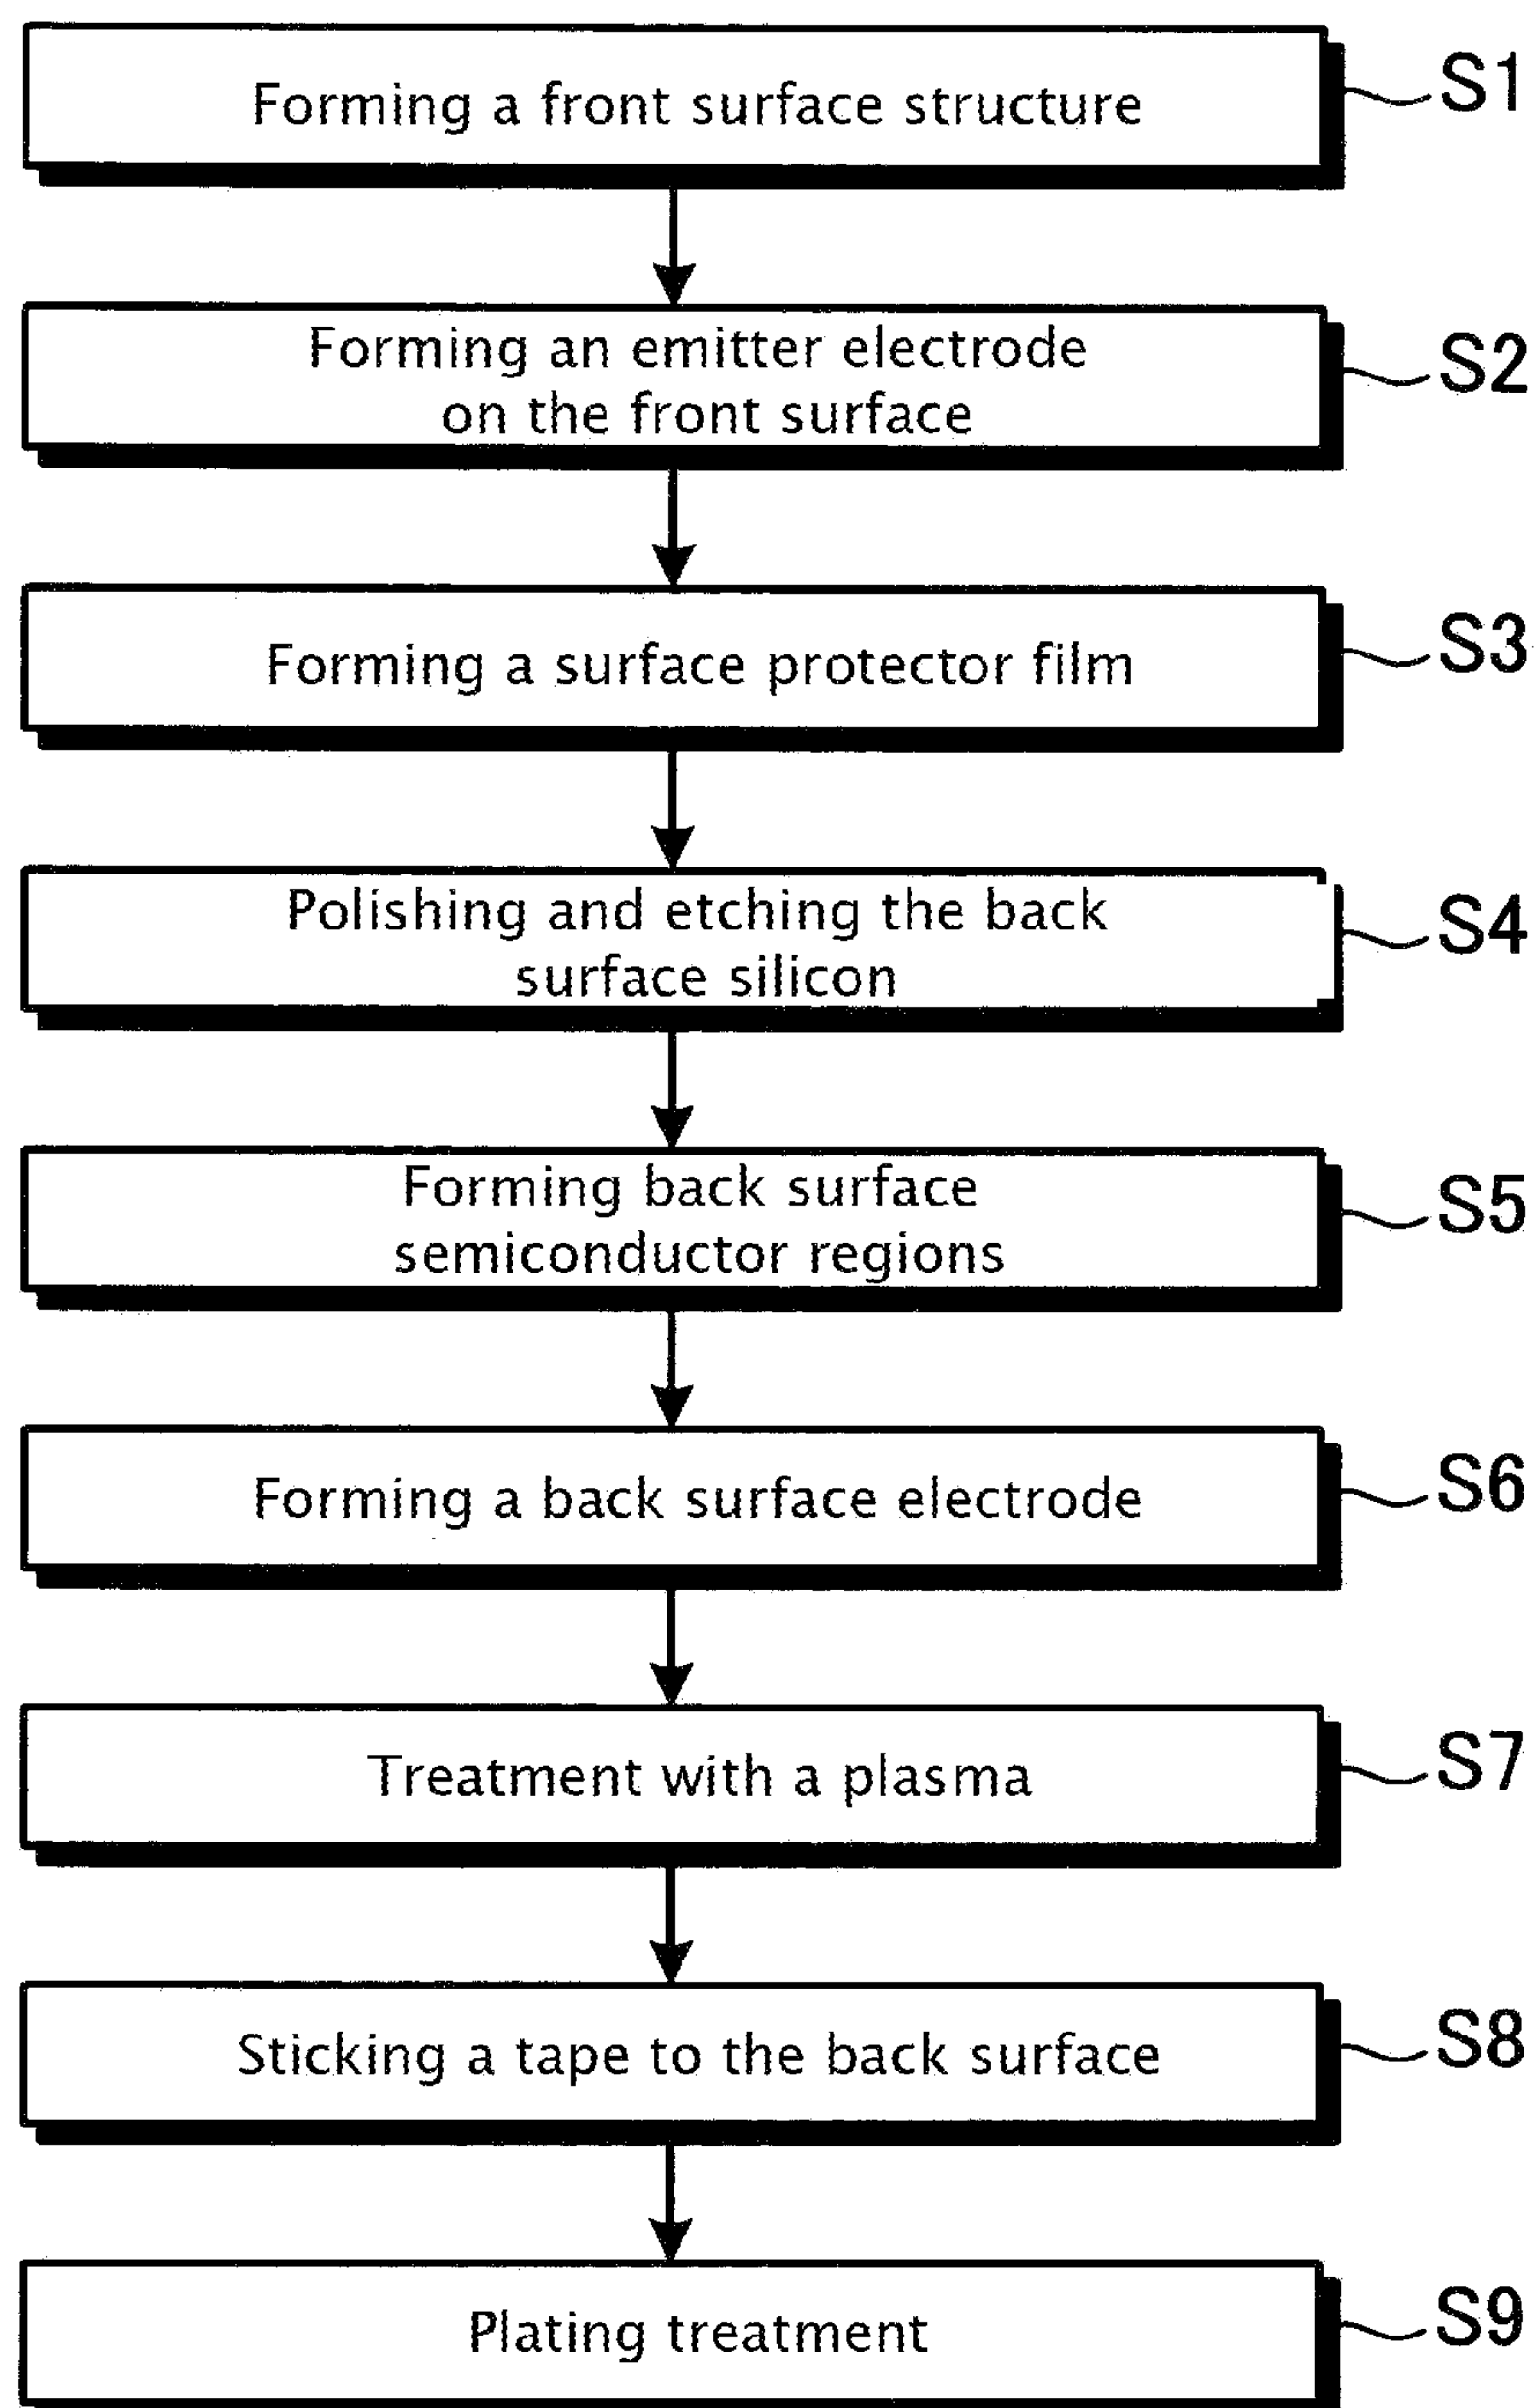 Forming a front surface structure
S1
Forming an emitter electrode
on the front surface
S2
Forming a surface protector film
S3
Polishing and etching the back
surface silicon
S4
Forming back surface
semiconductor regions
S5
Forming a back surface electrode
S6
Treatment with a plasma
S7
Sticking a tape to the back surface
S8
Plating treatment
S9